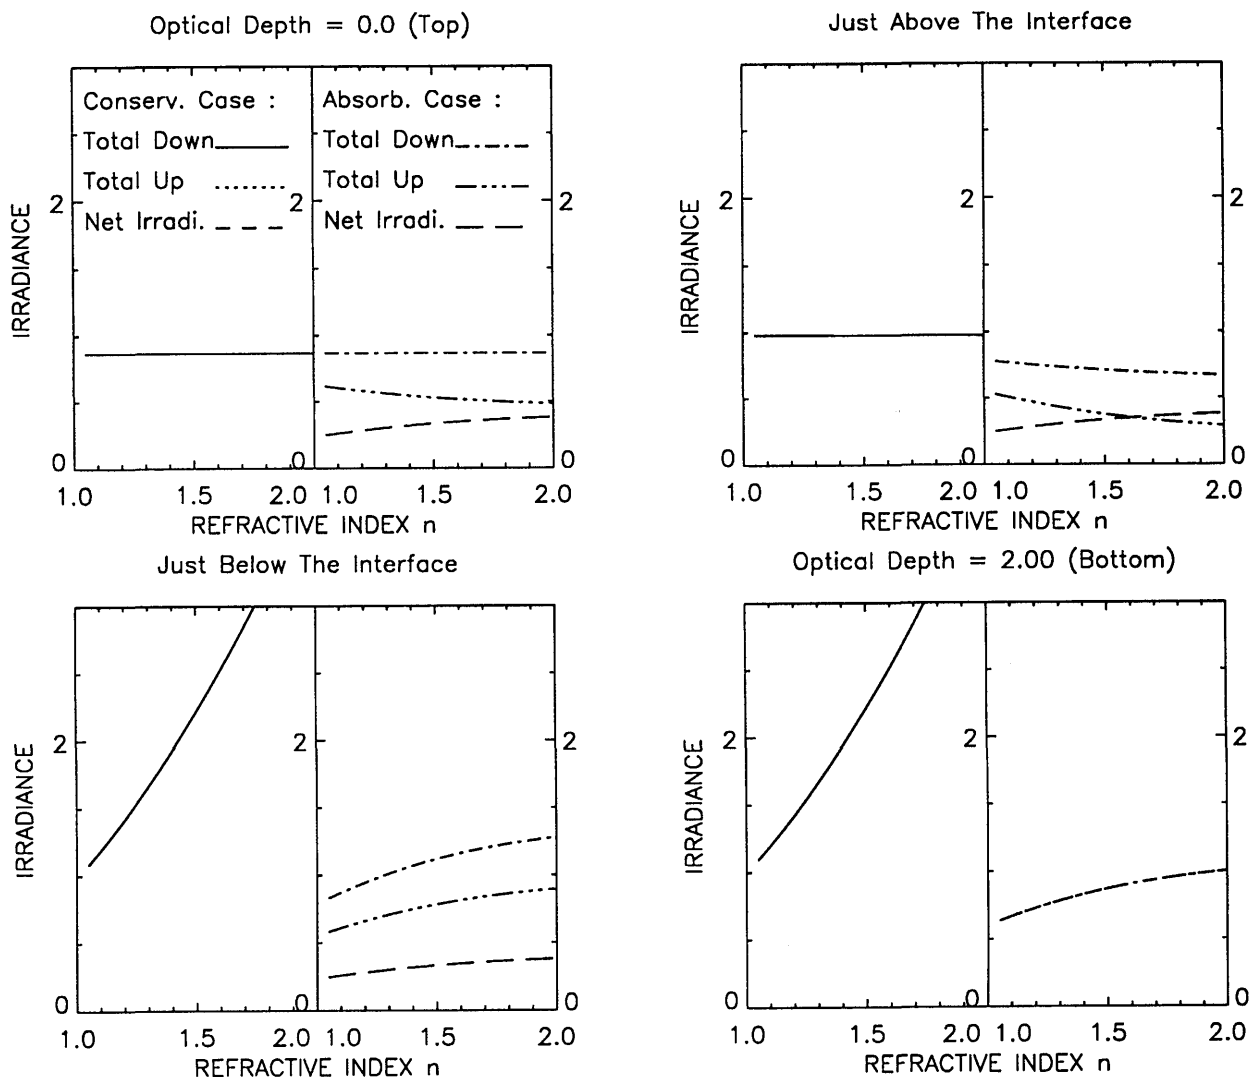 Optical Depth = 0.0 (Top)
Conserv. Case :
Total Down
Total Up
Net Irradi.
Absorb. Case :
Total Down
Total Up
Net Irradi.
IRRADIANCE
2
2
2
0
0
0
1.0 1.5 2.0 1.0 1.5 2.0
REFRACTIVE INDEX n
Just Above The Interface
IRRADIANCE
2
2
2
0
0
0
1.0 1.5 2.0 1.0 1.5 2.0
REFRACTIVE INDEX n
Just Below The Interface
IRRADIANCE
2
2
2
0
0
0
1.0 1.5 2.0 1.0 1.5 2.0
REFRACTIVE INDEX n
Optical Depth = 2.00 (Bottom)
IRRADIANCE
2
2
2
0
0
0
1.0 1.5 2.0 1.0 1.5 2.0
REFRACTIVE INDEX n